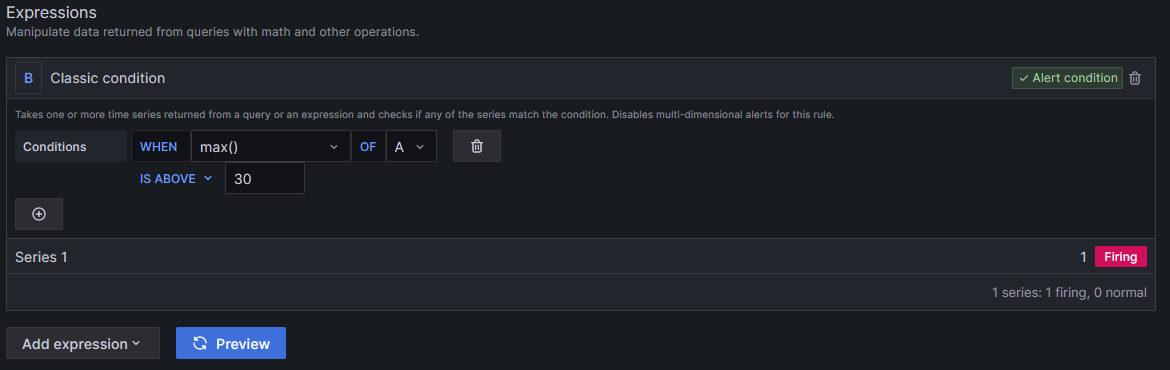 Expressions
Manipulate data returned from queries with math and other operations.
B Classic condition Alert condition
Takes one or more time series returned from a query or an expression and checks if any of the series match the condition. Disables multi-dimensional alerts for this rule.
Conditions WHEN max() OF A
IS ABOVE 30
Series 1 1 Firing
1 series: 1 firing, 0 normal
Add expression Preview